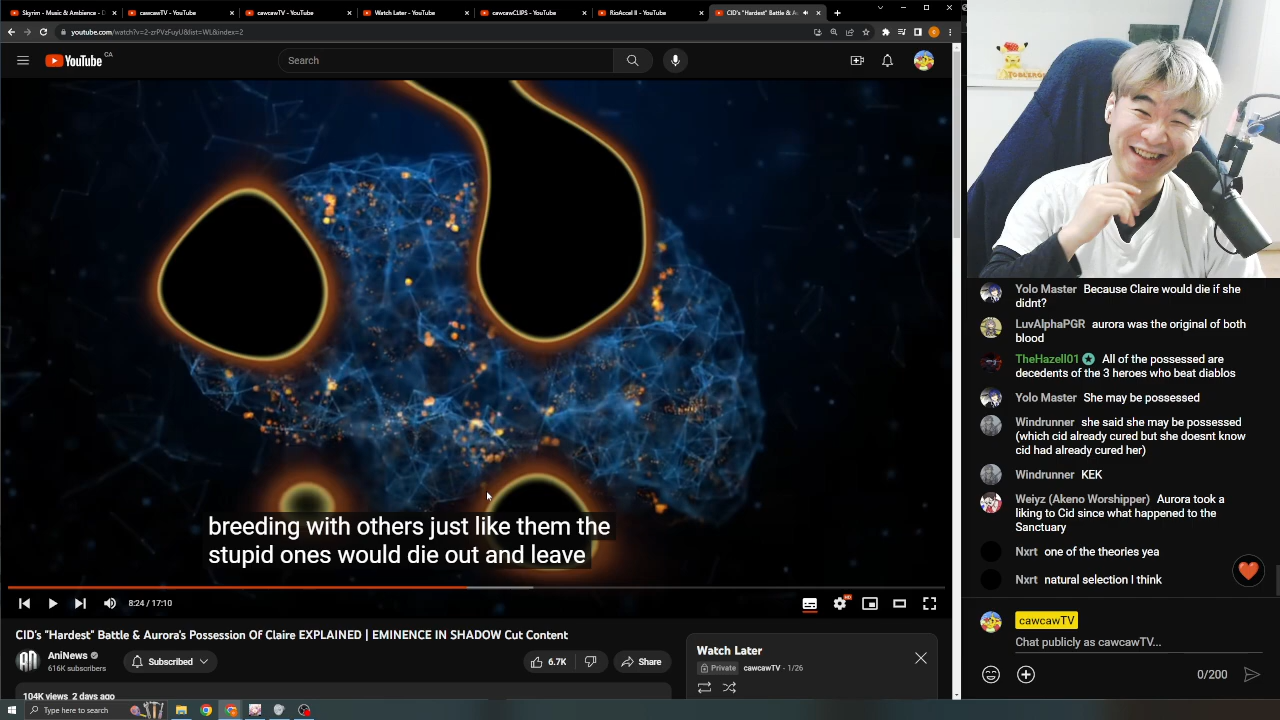 Skyrim - Music & Ambience - C
cawcawTV - YouTube
cawcawTV - YouTube
Watch Later - YouTube
cawcawCLIPS - YouTube
RioAccel II - YouTube
CID's "Hardest" Battle & A
youtube.com/watch?v=2-zrPVzFuyU&list=WL&index=2
YouTube CA
Search
breeding with others just like them the
stupid ones would die out and leave
8:24 / 17:10
CID's "Hardest" Battle & Aurora's Possession Of Claire EXPLAINED | EMINENCE IN SHADOW Cut Content
AniNews
616K subscribers
Subscribed
6.7K
Share
104K views 2 days ago
Watch Later
Private cawcawTV - 1/26
Type here to search
Yolo Master Because Claire would die if she
didnt?
LuvAlphaPGR aurora was the original of both
blood
TheHazell01 All of the possessed are
decedents of the 3 heroes who beat diablos
Yolo Master She may be possessed
Windrunner she said she may be possessed
(which cid already cured but she doesnt know
cid had already cured her)
Windrunner KEK
Weiyz (Akeno Worshipper) Aurora took a
liking to Cid since what happened to the
Sanctuary
Nxrt one of the theories yea
Nxrt natural selection I think
cawcawTV
Chat publicly as cawcawTV...
0/200